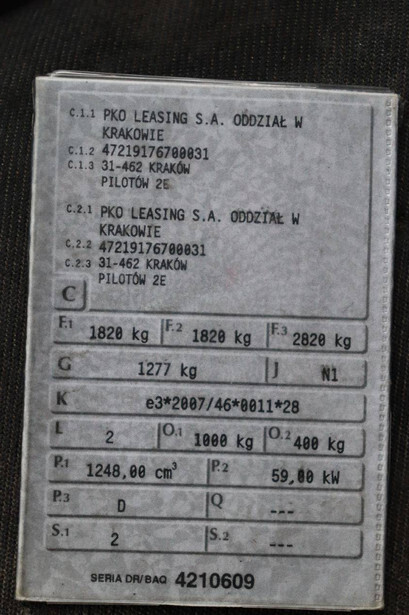 C.1.1 PKO LEASING S.A. ODDZIAŁ W
KRAKOWIE
C.1.2 47219176700031
C.1.3 31-462 KRAKÓW
PILOTÓW 2E
C.2.1 PKO LEASING S.A. ODDZIAŁ W
KRAKOWIE
C.2.2 47219176700031
C.2.3 31-462 KRAKÓW
PILOTÓW 2E
C
F.1 1820 kg F.2 1820 kg F.3 2820 kg
G 1277 kg J N1
K e3*2007/46*0011*28
L 2 O.1 1000 kg O.2 400 kg
P.1 1248,00 cm³ P.2 59,00 kW
P.3 D Q ---
S.1 2 S.2 ---
SERIA DR/BAQ 4210609